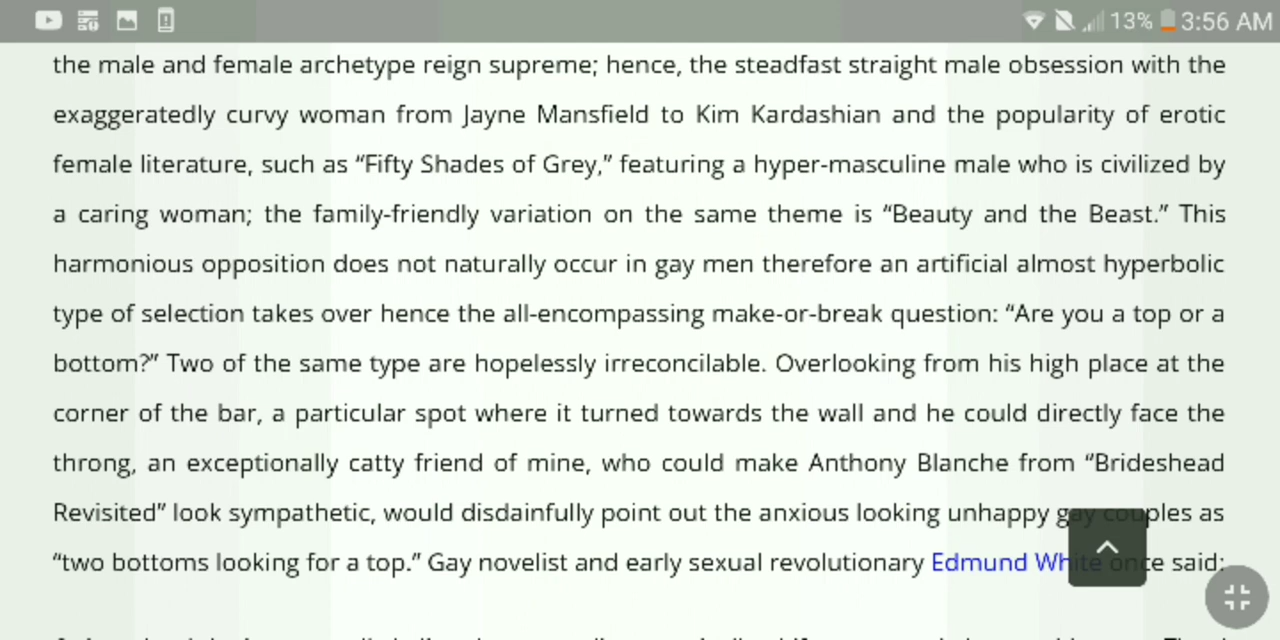 13% 3:56 AM
the male and female archetype reign supreme; hence, the steadfast straight male obsession with the
exaggeratedly curvy woman from Jayne Mansfield to Kim Kardashian and the popularity of erotic
female literature, such as “Fifty Shades of Grey,” featuring a hyper-masculine male who is civilized by
a caring woman; the family-friendly variation on the same theme is “Beauty and the Beast.” This
harmonious opposition does not naturally occur in gay men therefore an artificial almost hyperbolic
type of selection takes over hence the all-encompassing make-or-break question: “Are you a top or a
bottom?” Two of the same type are hopelessly irreconcilable. Overlooking from his high place at the
corner of the bar, a particular spot where it turned towards the wall and he could directly face the
throng, an exceptionally catty friend of mine, who could make Anthony Blanche from “Brideshead
Revisited” look sympathetic, would disdainfully point out the anxious looking unhappy gay couples as
“two bottoms looking for a top.” Gay novelist and early sexual revolutionary Edmund White once said: